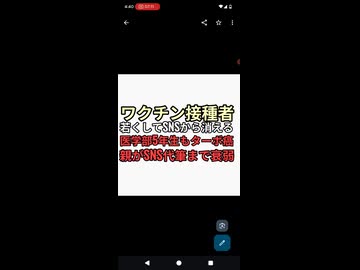 4:40
ワクチン接種者
若くしてSNSから消える
医学部5年生もターボ癌
親がSNS代筆まで衰弱